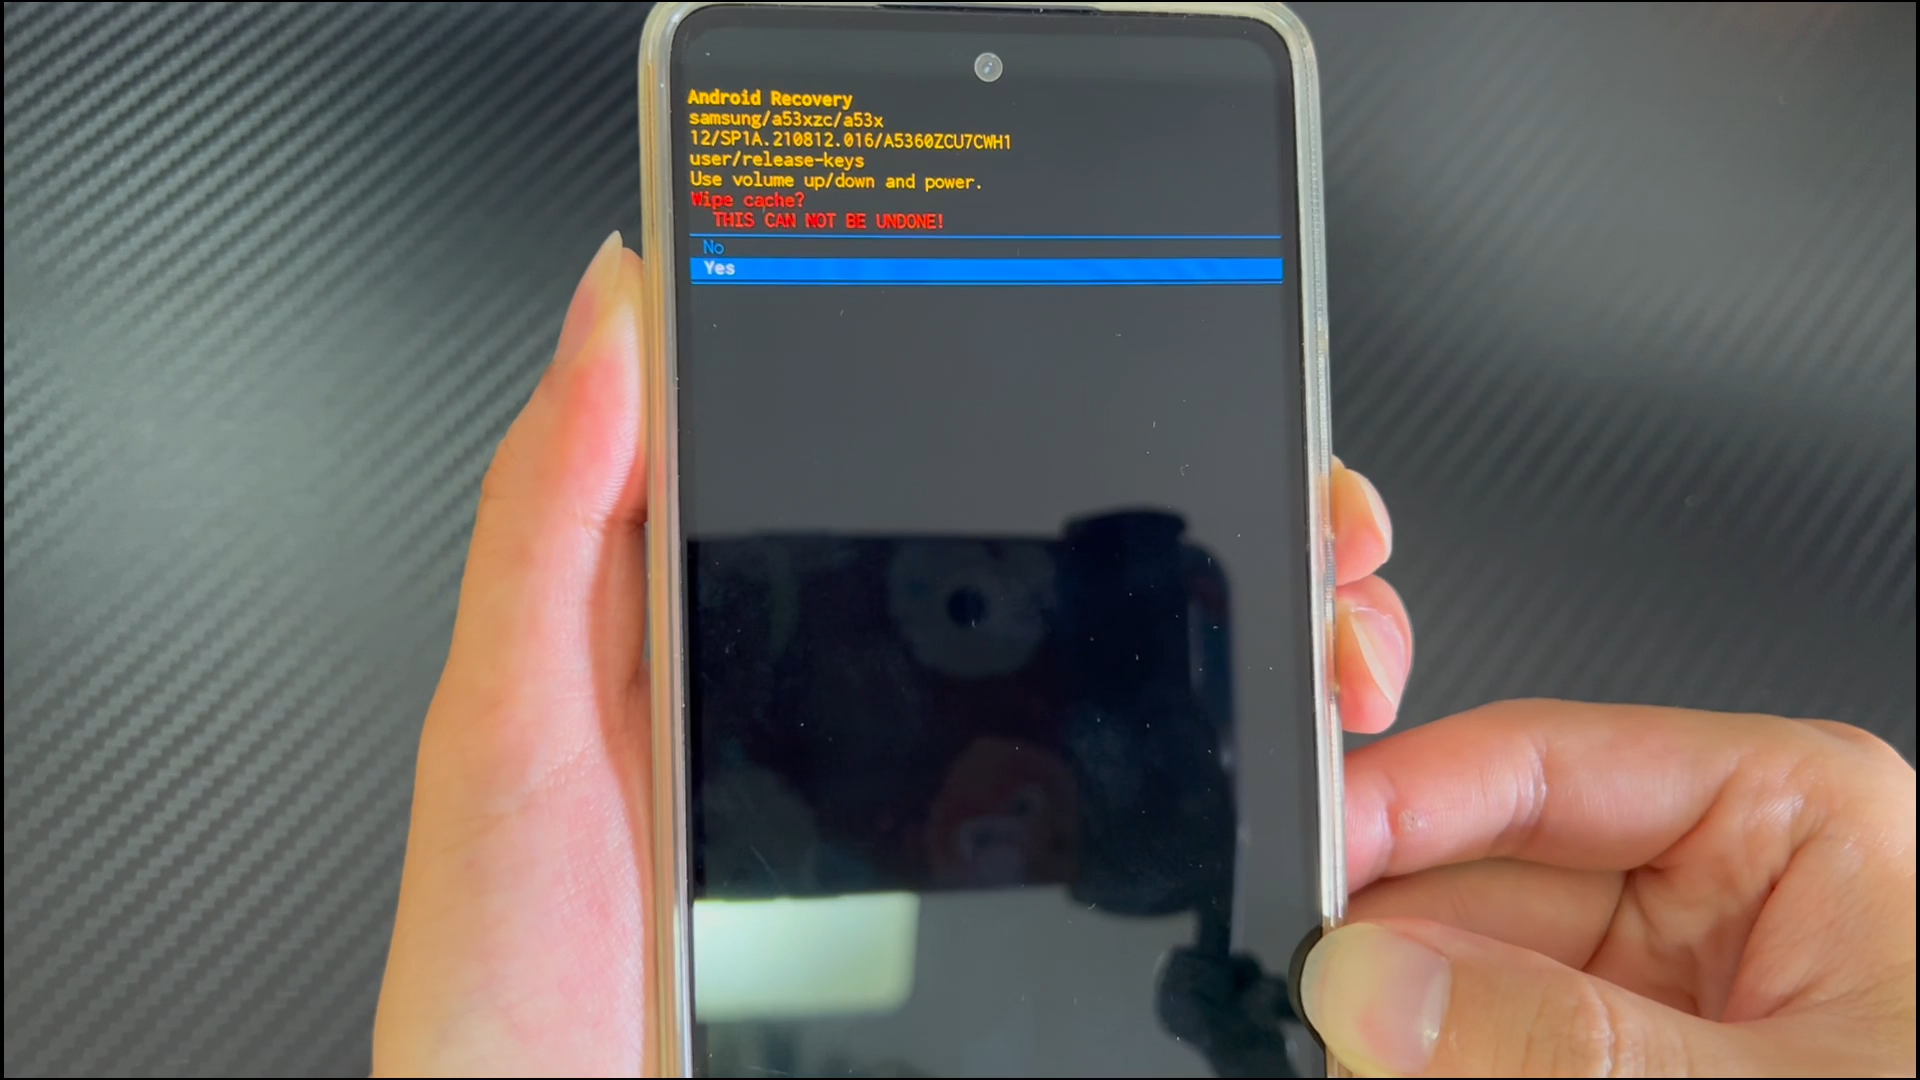 Android Recovery
samsung/a53xzc/a53x
12/SP1A.210812.016/A5360ZCU7CWH1
user/release-keys
Use volume up/down and power.
Wipe cache?
THIS CAN NOT BE UNDONE!
No
Yes